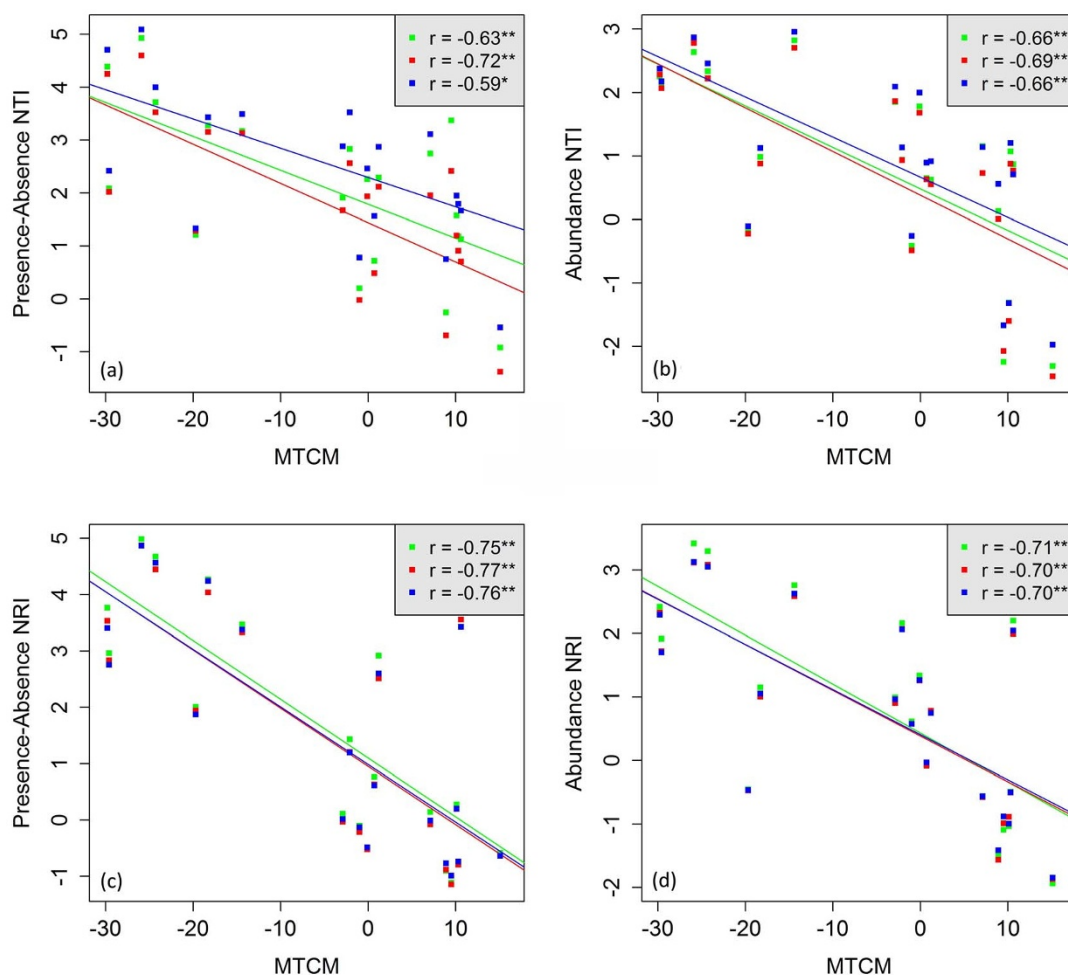 r = -0.63**
r = -0.72**
r = -0.59*
Presence-Absence NTI
5
4
3
2
1
0
-1
(a)
-30
-20
-10
0
10
MTCM
r = -0.66**
r = -0.69**
r = -0.66**
Abundance NTI
3
2
1
0
-1
-2
(b)
-30
-20
-10
0
10
MTCM
r = -0.75**
r = -0.77**
r = -0.76**
Presence-Absence NRI
5
4
3
2
1
0
-1
(c)
-30
-20
-10
0
10
MTCM
r = -0.71**
r = -0.70**
r = -0.70**
Abundance NRI
3
2
1
0
-1
-2
(d)
-30
-20
-10
0
10
MTCM